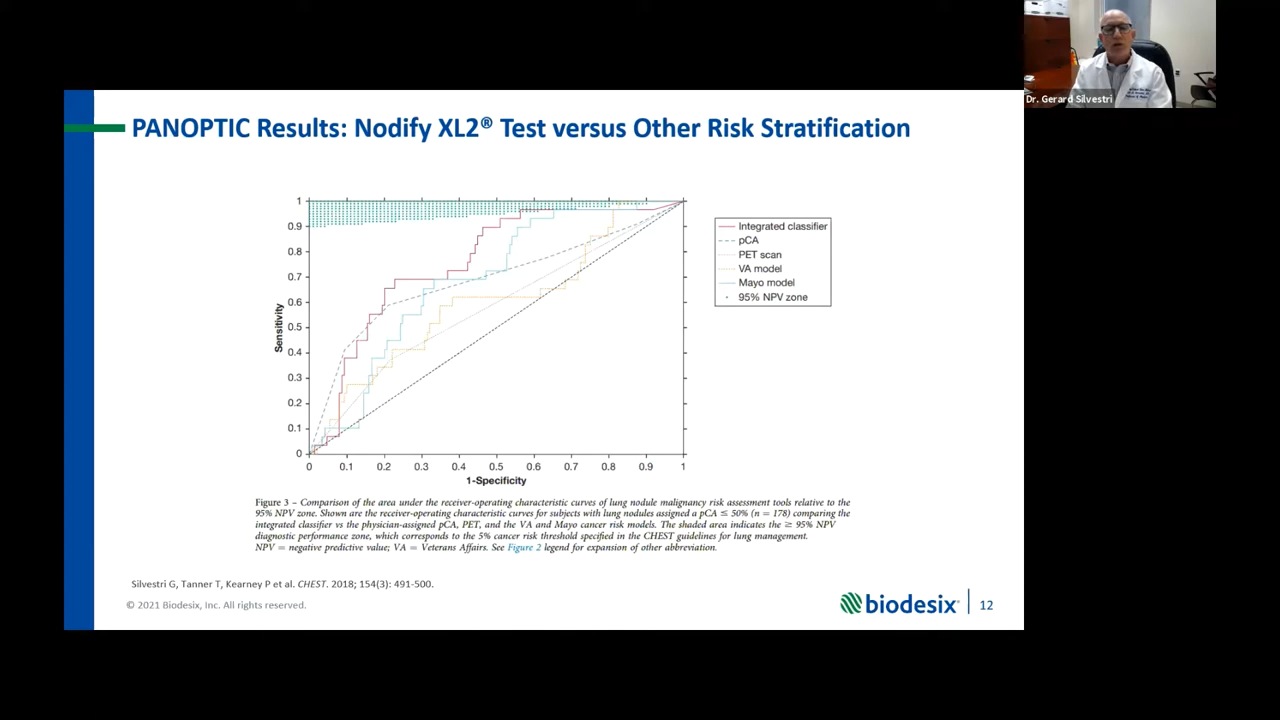 Dr. Gerard Silvestri
PANOPTIC Results: Nodify XL2® Test versus Other Risk Stratification
1
0.9
0.8
0.7
0.6
0.5
0.4
0.3
0.2
0.1
0
Sensitivity
0 0.1 0.2 0.3 0.4 0.5 0.6 0.7 0.8 0.9 1
1-Specificity
Integrated classifier
pCA
PET scan
VA model
Mayo model
95% NPV zone
Figure 3 – Comparison of the area under the receiver-operating characteristic curves of lung nodule malignancy risk assessment tools relative to the
95% NPV zone. Shown are the receiver-operating characteristic curves for subjects with lung nodules assigned a pCA ≤ 50% (n = 178) comparing the
integrated classifier vs the physician-assigned pCA, PET, and the VA and Mayo cancer risk models. The shaded area indicates the ≥ 95% NPV
diagnostic performance zone, which corresponds to the 5% cancer risk threshold specified in the CHEST guidelines for lung management.
NPV = negative predictive value; VA = Veterans Affairs. See Figure 2 legend for expansion of other abbreviation.
Silvestri G, Tanner T, Kearney P et al. CHEST. 2018; 154(3): 491-500.
© 2021 Biodesix, Inc. All rights reserved.
biodesix®
12